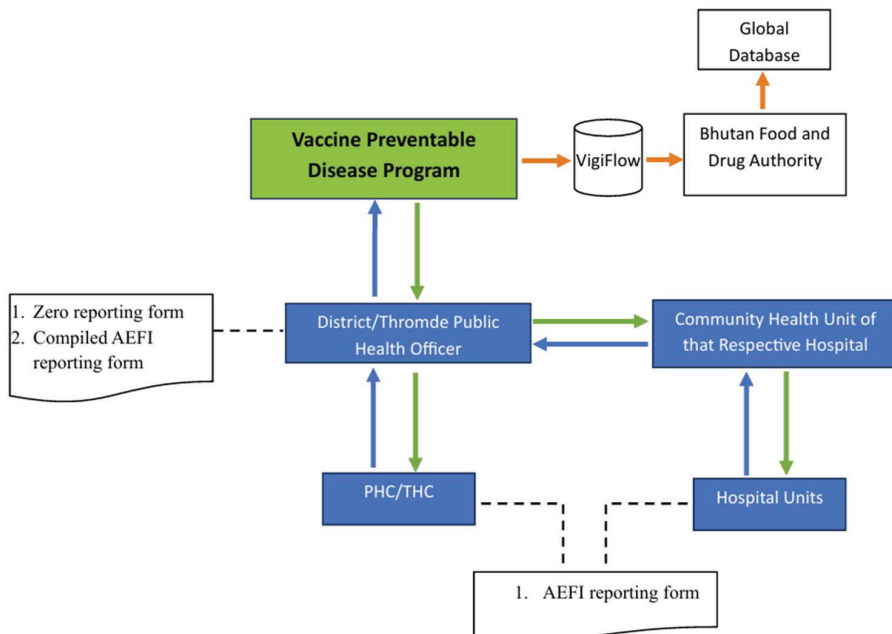 Global
Database
Vaccine Preventable
Disease Program
VigiFlow
Bhutan Food and
Drug Authority
1. Zero reporting form
2. Compiled AEFI
reporting form
District/Thromde Public
Health Officer
Community Health Unit of
that Respective Hospital
PHC/THC
Hospital Units
1. AEFI reporting form